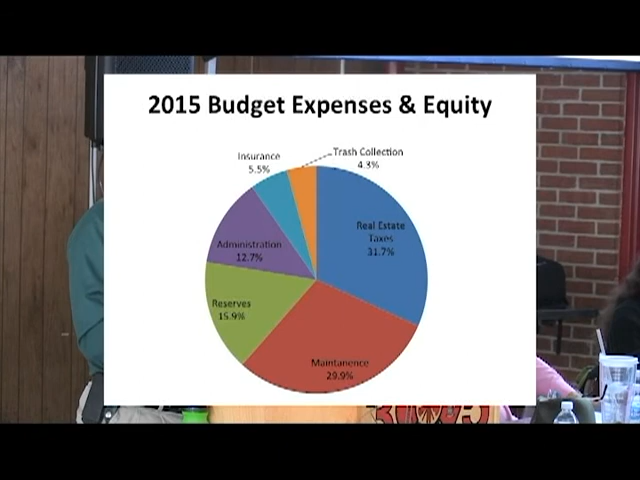 2015 Budget Expenses & Equity
Trash Collection
4.3%
Insurance
5.5%
Real Estate
Taxes
31.7%
Administration
12.7%
Reserves
15.9%
Maintanence
29.9%